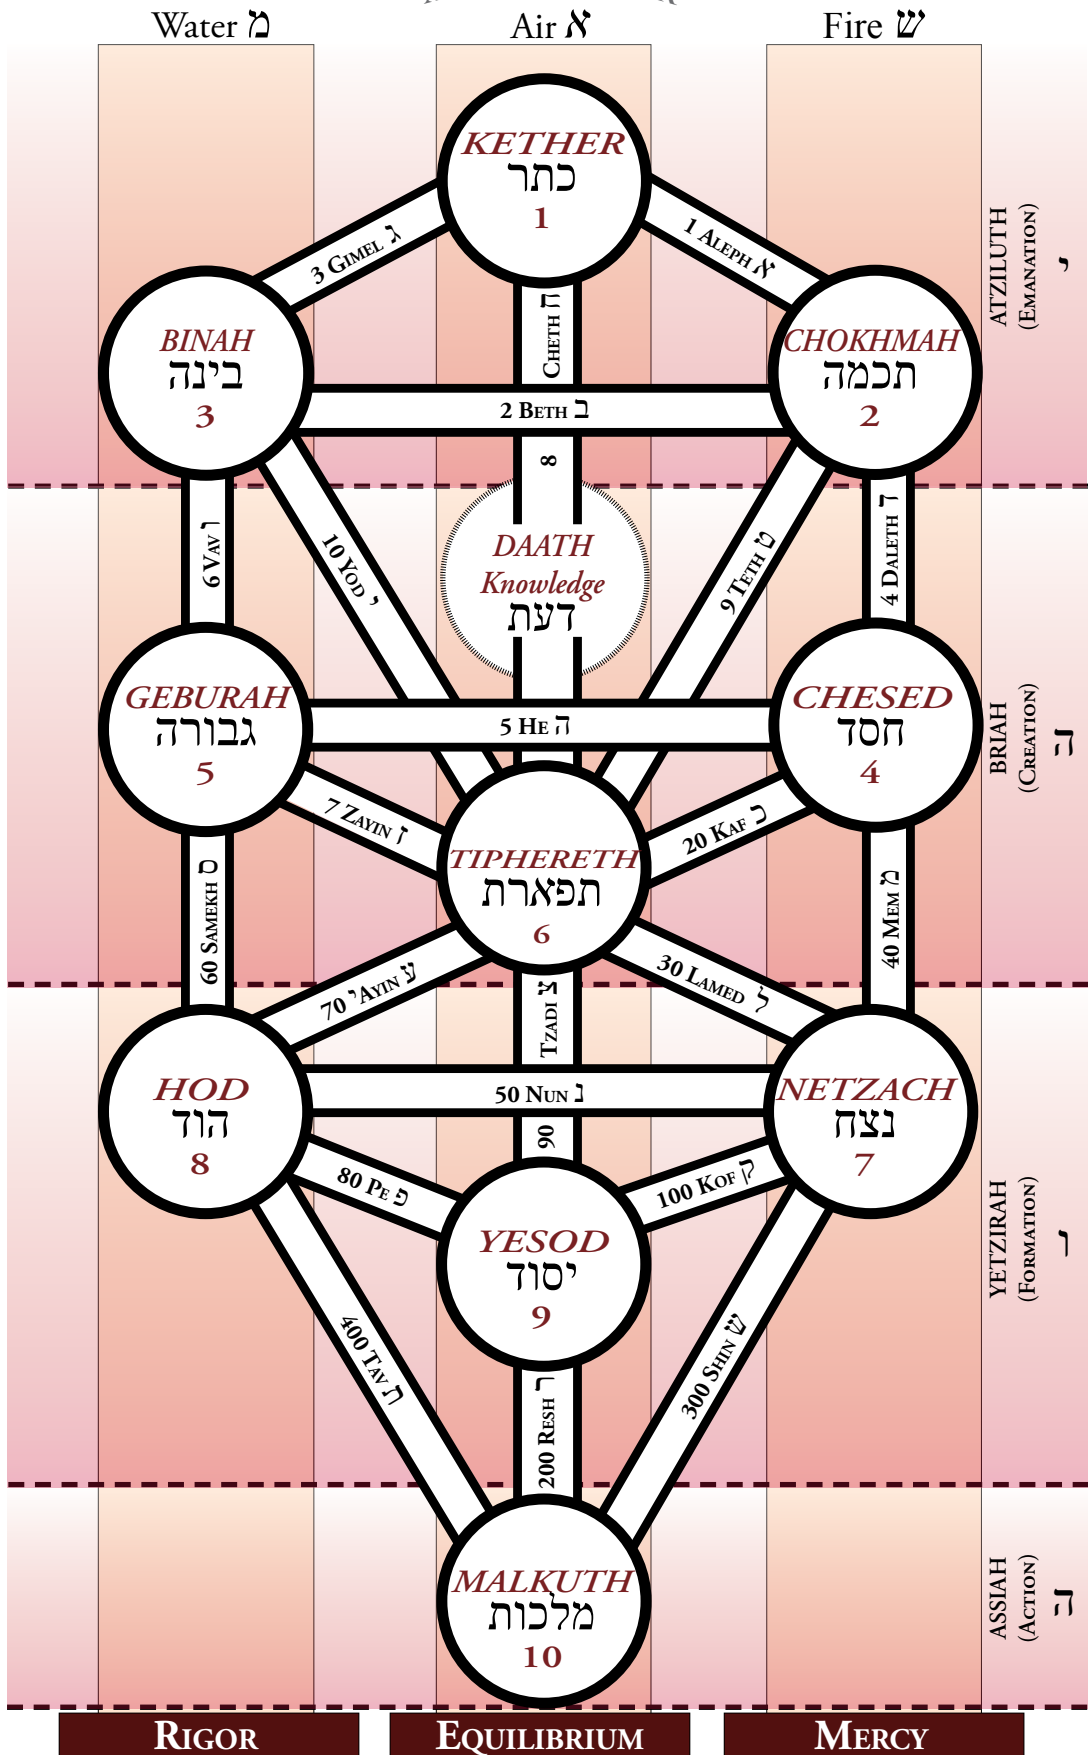 Water מ
Air א
Fire ש
KETHER
כתר
1
3 GIMEL ג
1 ALEPH א
8 CHETH ח
BINAH
בינה
3
CHOKHMAH
תכמה
2
2 BETH ב
ATZILUTH
(EMANATION)
י
DAATH
Knowledge
דעת
6 VAV ו
10 YOD י
9 TETH ט
4 DALETH ד
GEBURAH
גבורה
5
CHESED
חסד
4
5 HE ה
BRIAH
(CREATION)
ה
7 ZAYIN ז
20 KAF כ
TIPHERETH
תפארת
6
60 SAMEKH ס
40 MEM מ
70 'AYIN ע
30 LAMED ל
90 TZADI צ
HOD
הוד
8
NETZACH
נצח
7
50 NUN נ
80 PE פ
100 KOF ק
YESOD
יסוד
9
YETZIRAH
(FORMATION)
ו
400 TAV ת
300 SHIN ש
200 RESH ר
MALKUTH
מלכות
10
ASSIAH
(ACTION)
ה
RIGOR
EQUILIBRIUM
MERCY